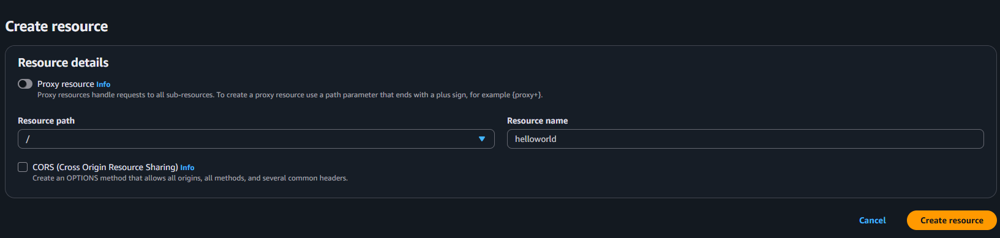 Create resource
Resource details
Proxy resource Info
Proxy resources handle requests to all sub-resources. To create a proxy resource use a path parameter that ends with a plus sign, for example {proxy+}.
Resource path
Resource name
/
helloworld
CORS (Cross Origin Resource Sharing) Info
Create an OPTIONS method that allows all origins, all methods, and several common headers.
Cancel
Create resource